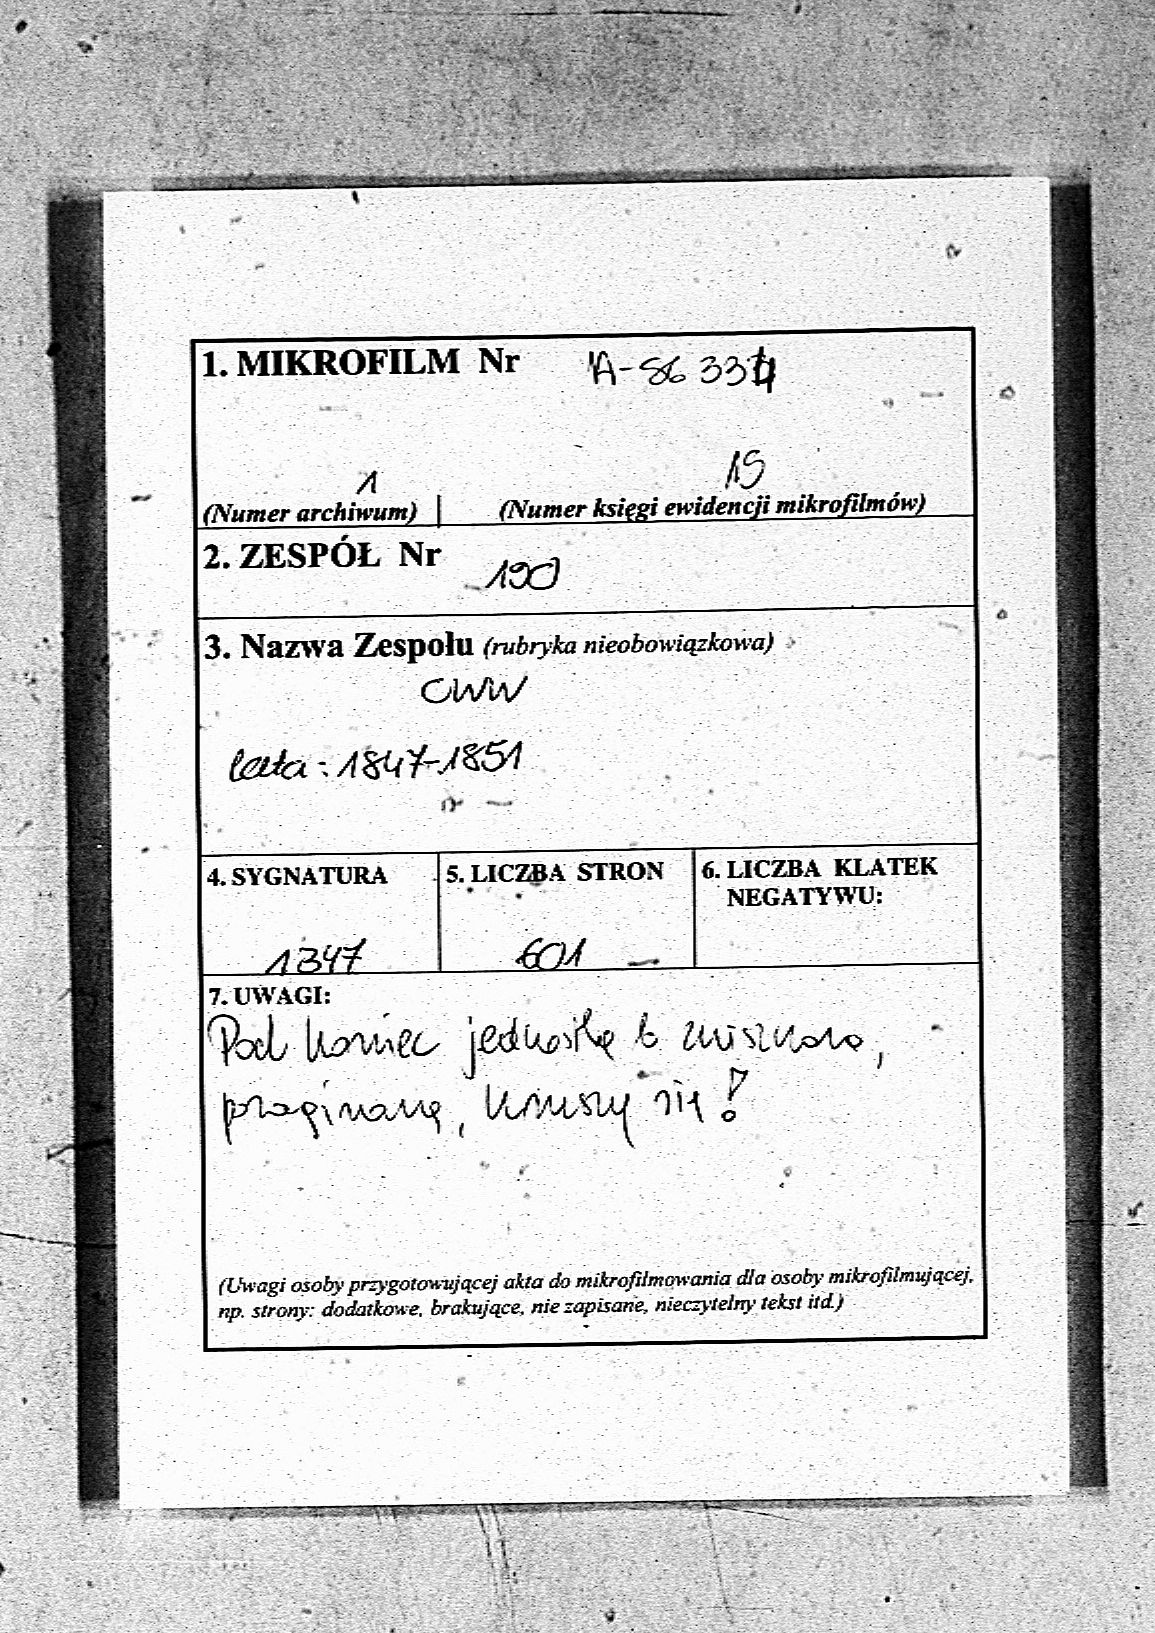 1. MIKROFILM Nr A-86 334
1 19
(Numer archiwum) (Numer księgi ewidencji mikrofilmów)
2. ZESPÓŁ Nr 190
3. Nazwa Zespołu (rubryka nieobowiązkowa)
CWW
lata: 1847-1851
4. SYGNATURA 5. LICZBA STRON 6. LICZBA KLATEK
NEGATYWU:
1347 601
7. UWAGI:
Pod koniec b. zniszczona,
kruszy się!
(Uwagi osoby przygotowującej akta do mikrofilmowania dla osoby mikrofilmującej,
np. strony: dodatkowe, brakujące, nie zapisane, nieczytelny tekst itd.)